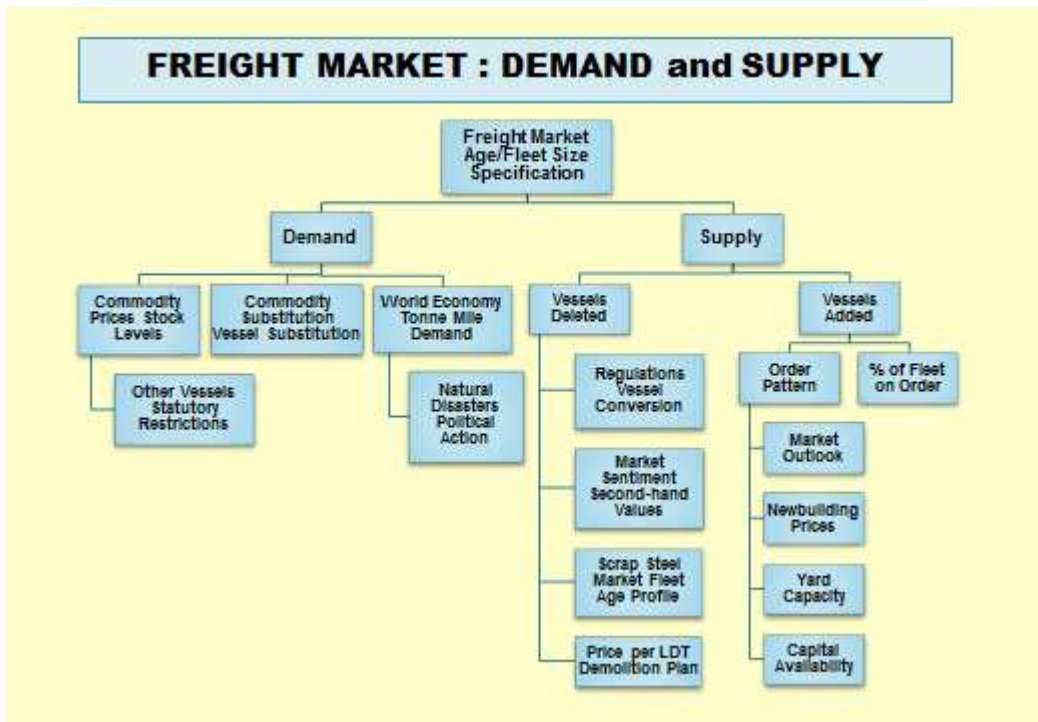 FREIGHT MARKET : DEMAND and SUPPLY
Freight Market
Age/Fleet Size
Specification
Demand
Supply
Commodity
Prices Stock
Levels
Commodity
Substitution
Vessel Substitution
World Economy
Tonne Mile
Demand
Vessels
Deleted
Vessels
Added
Other Vessels
Statutory
Restrictions
Natural
Disasters
Political
Action
Regulations
Vessel
Conversion
Market
Sentiment
Second-hand
Values
Scrap Steel
Market Fleet
Age Profile
Price per LDT
Demolition Plan
Order
Pattern
% of Fleet
on Order
Market
Outlook
Newbuilding
Prices
Yard
Capacity
Capital
Availability